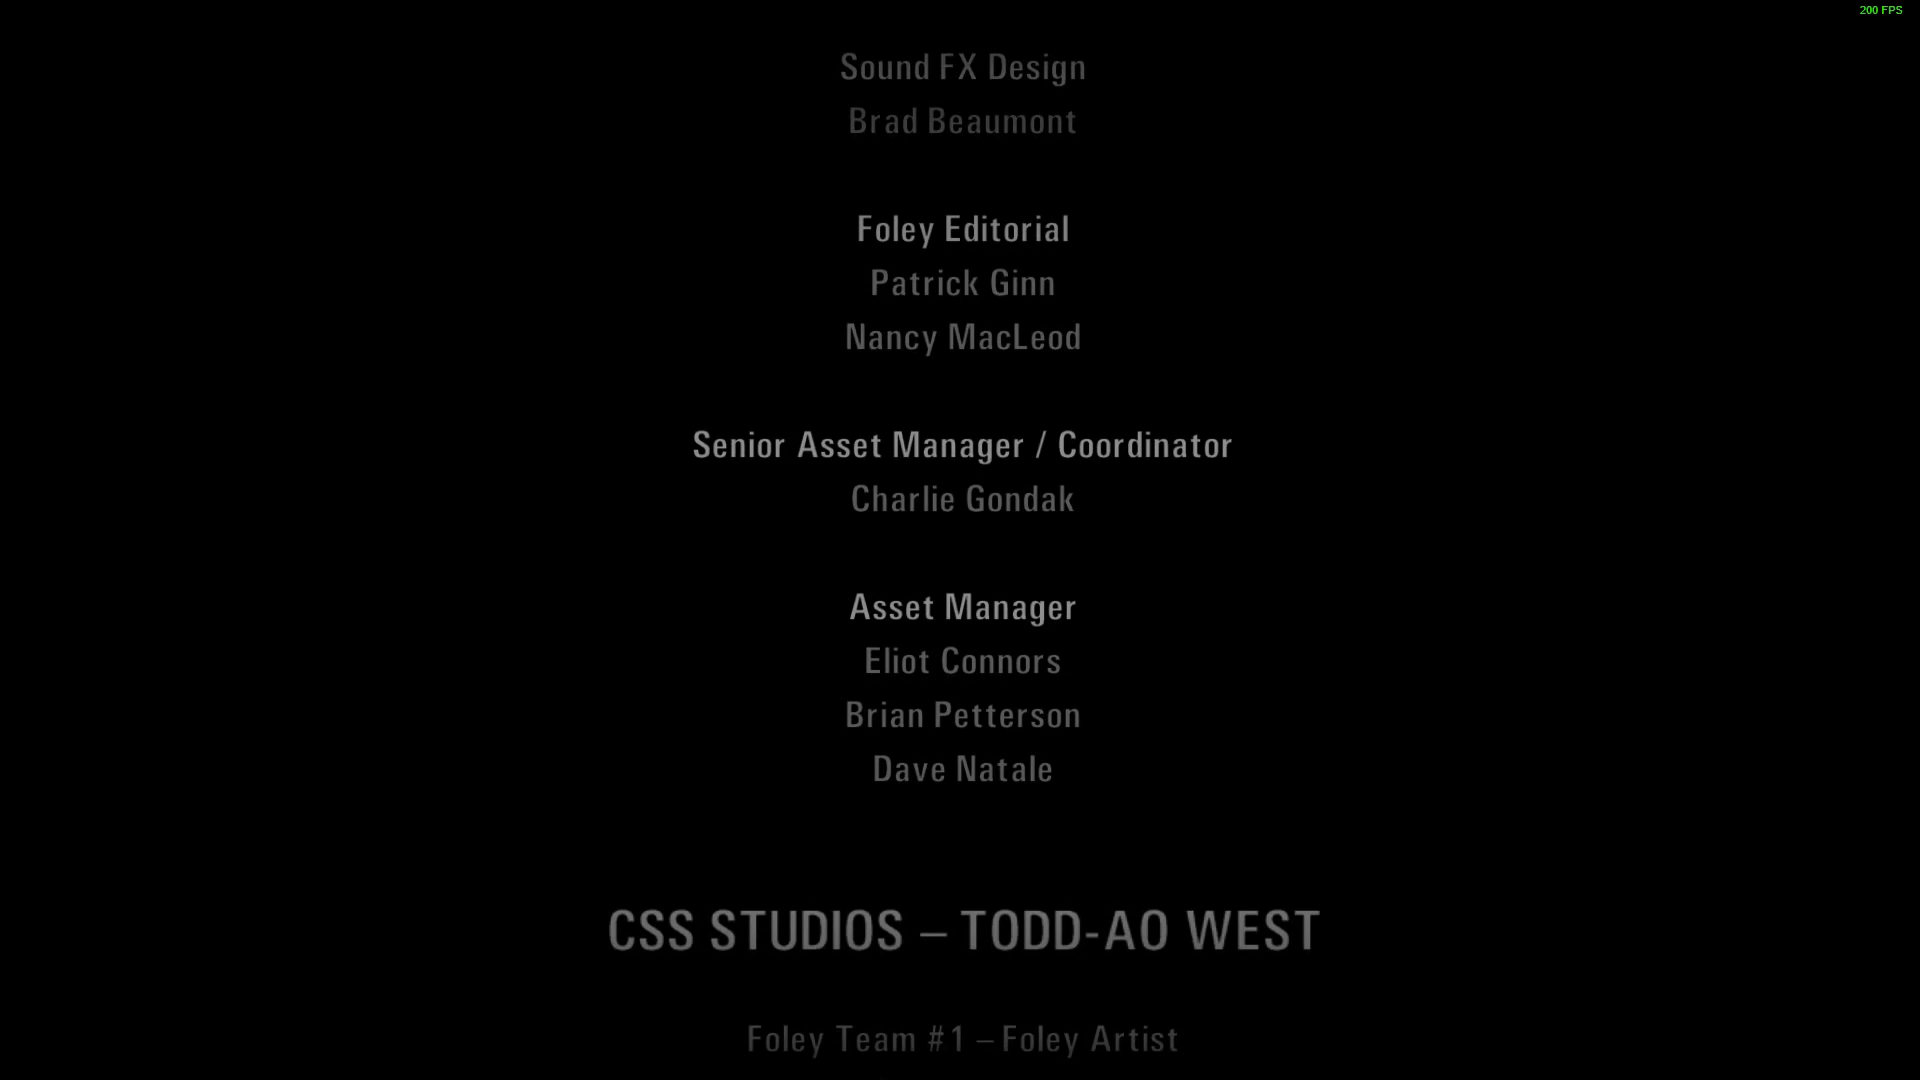 200 FPS
Sound FX Design
Brad Beaumont
Foley Editorial
Patrick Ginn
Nancy MacLeod
Senior Asset Manager / Coordinator
Charlie Gondak
Asset Manager
Eliot Connors
Brian Petterson
Dave Natale
CSS STUDIOS – TODD-AO WEST
Foley Team #1 – Foley Artist